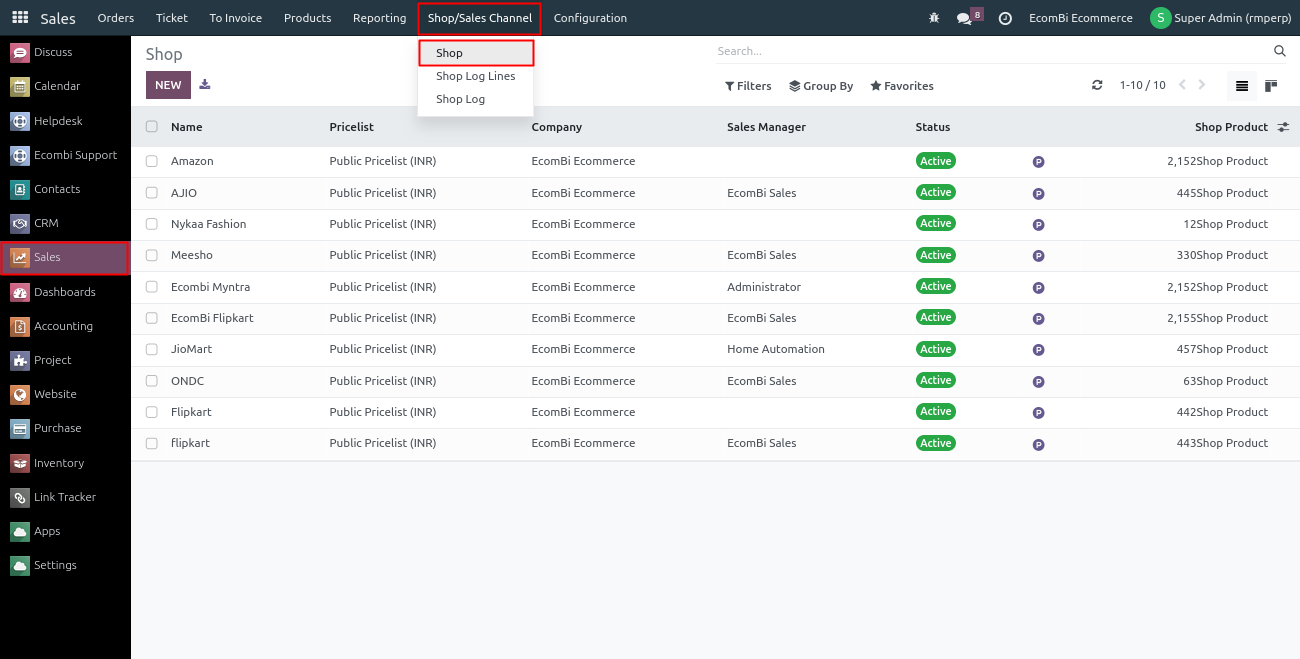 Sales Orders Ticket To Invoice Products Reporting Shop/Sales Channel Configuration 8 EcomBi Ecommerce S Super Admin (rmperp)
Discuss
Calendar
Helpdesk
Ecombi Support
Contacts
CRM
Sales
Dashboards
Accounting
Project
Website
Purchase
Inventory
Link Tracker
Apps
Settings
Shop
Shop
Shop Log Lines
Shop Log
Search...
NEW
Filters Group By Favorites 1-10 / 10
Name Pricelist Company Sales Manager Status Shop Product
Amazon Public Pricelist (INR) EcomBi Ecommerce Active P 2,152Shop Product
AJIO Public Pricelist (INR) EcomBi Ecommerce EcomBi Sales Active P 445Shop Product
Nykaa Fashion Public Pricelist (INR) EcomBi Ecommerce Active P 12Shop Product
Meesho Public Pricelist (INR) EcomBi Ecommerce EcomBi Sales Active P 330Shop Product
Ecombi Myntra Public Pricelist (INR) EcomBi Ecommerce Administrator Active P 2,152Shop Product
EcomBi Flipkart Public Pricelist (INR) EcomBi Ecommerce EcomBi Sales Active P 2,155Shop Product
JioMart Public Pricelist (INR) EcomBi Ecommerce Home Automation Active P 457Shop Product
ONDC Public Pricelist (INR) EcomBi Ecommerce EcomBi Sales Active P 63Shop Product
Flipkart Public Pricelist (INR) EcomBi Ecommerce Active P 442Shop Product
flipkart Public Pricelist (INR) EcomBi Ecommerce EcomBi Sales Active P 443Shop Product